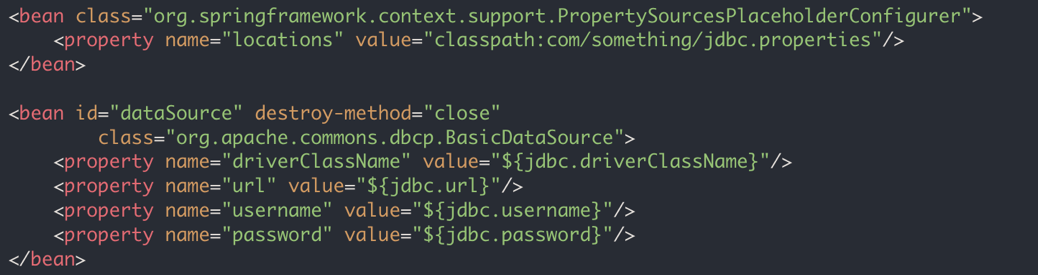 <bean class="org.springframework.context.support.PropertySourcesPlaceholderConfigurer">
    <property name="locations" value="classpath:com/something/jdbc.properties"/>
</bean>

<bean id="dataSource" destroy-method="close"
        class="org.apache.commons.dbcp.BasicDataSource">
    <property name="driverClassName" value="${jdbc.driverClassName}"/>
    <property name="url" value="${jdbc.url}"/>
    <property name="username" value="${jdbc.username}"/>
    <property name="password" value="${jdbc.password}"/>
</bean>